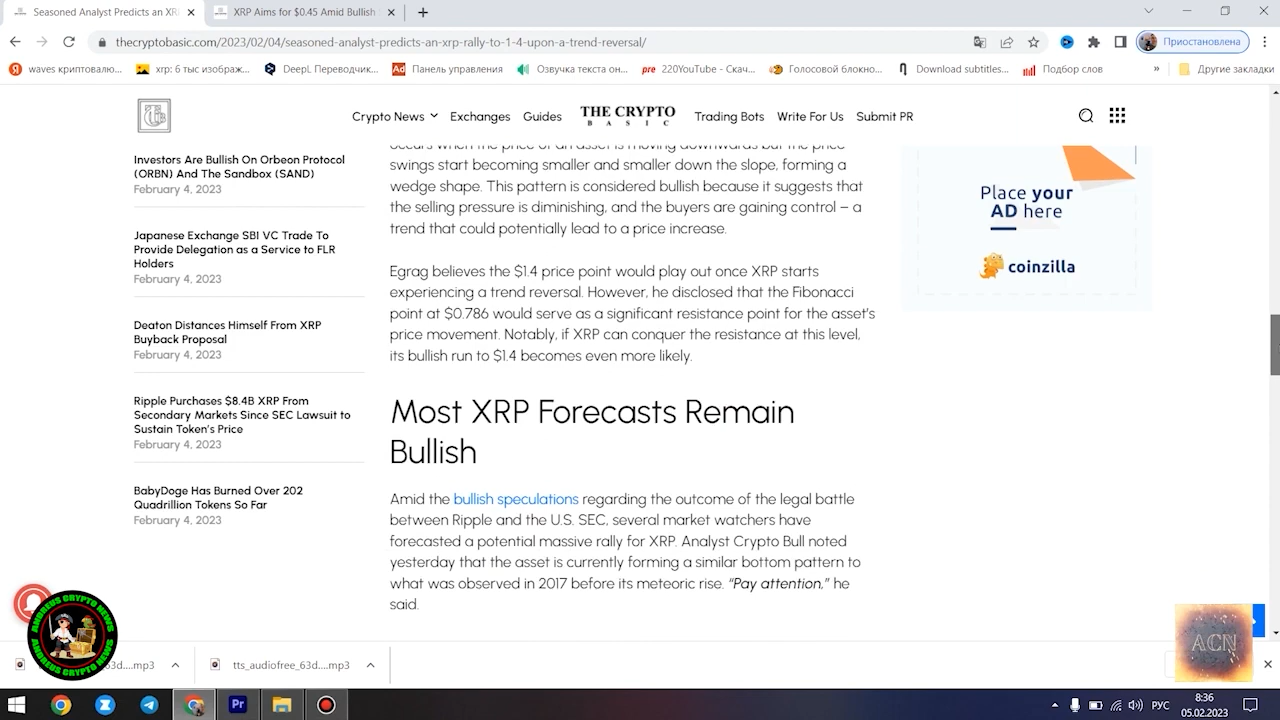 Seasoned Analyst Predicts an XR
XRP Aims for $0.45 Amid Bullish
thecryptobasic.com/2023/02/04/seasoned-analyst-predicts-an-xrp-rally-to-1-4-upon-a-trend-reversal/
Приостановлена
waves криптовалю...
xrp: 6 тыс изображ...
DeepL Переводчик...
Панель управления
Озвучка текста он...
220YouTube - Скач...
Голосовой блокно...
Download subtitles...
Подбор слов
»
Другие закладки
Crypto News
Exchanges
Guides
THE CRYPTO
BASIC
Trading Bots
Write For Us
Submit PR
Investors Are Bullish On Orbeon Protocol
(ORBN) And The Sandbox (SAND)
February 4, 2023
Japanese Exchange SBI VC Trade To
Provide Delegation as a Service to FLR
Holders
February 4, 2023
Deaton Distances Himself From XRP
Buyback Proposal
February 4, 2023
Ripple Purchases $8.4B XRP From
Secondary Markets Since SEC Lawsuit to
Sustain Token's Price
February 4, 2023
BabyDoge Has Burned Over 202
Quadrillion Tokens So Far
February 4, 2023
occurs when the price of an asset is moving downwards but the price
swings start becoming smaller and smaller down the slope, forming a
wedge shape. This pattern is considered bullish because it suggests that
the selling pressure is diminishing, and the buyers are gaining control – a
trend that could potentially lead to a price increase.
Egrag believes the $1.4 price point would play out once XRP starts
experiencing a trend reversal. However, he disclosed that the Fibonacci
point at $0.786 would serve as a significant resistance point for the asset's
price movement. Notably, if XRP can conquer the resistance at this level,
its bullish run to $1.4 becomes even more likely.
Most XRP Forecasts Remain
Bullish
Amid the bullish speculations regarding the outcome of the legal battle
between Ripple and the U.S. SEC, several market watchers have
forecasted a potential massive rally for XRP. Analyst Crypto Bull noted
yesterday that the asset is currently forming a similar bottom pattern to
what was observed in 2017 before its meteoric rise. “Pay attention,” he
said.
Place your
AD here
coinzilla
ANDREUS CRYPTO NEWS
ANDREUS CRYPTO NEWS
ACN
63d....mp3
tts_audiofree_63d....mp3
Pr
РУС
8:36
05.02.2023